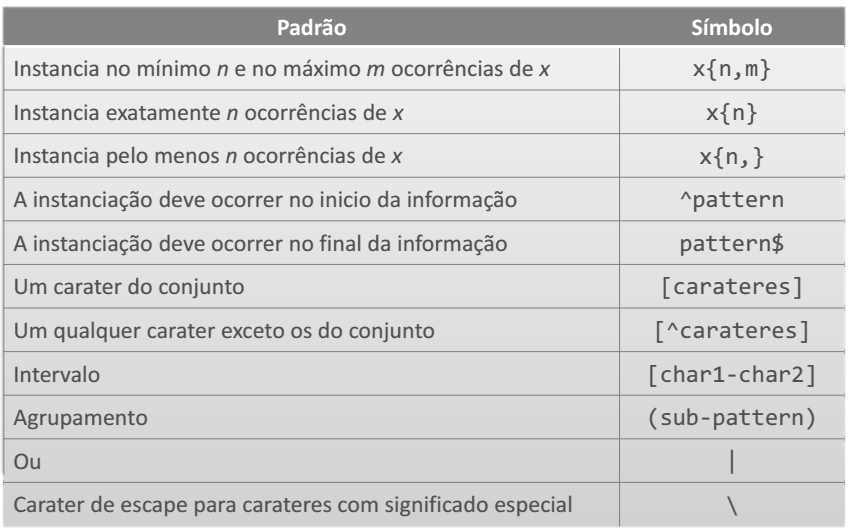 Padrão Símbolo
Instancia no mínimo n e no máximo m ocorrências de x x{n,m}
Instancia exatamente n ocorrências de x x{n}
Instancia pelo menos n ocorrências de x x{n,}
A instanciação deve ocorrer no inicio da informação ^pattern
A instanciação deve ocorrer no final da informação pattern$
Um carater do conjunto [carateres]
Um qualquer carater exceto os do conjunto [^carateres]
Intervalo [char1-char2]
Agrupamento (sub-pattern)
Ou |
Carater de escape para carateres com significado especial \